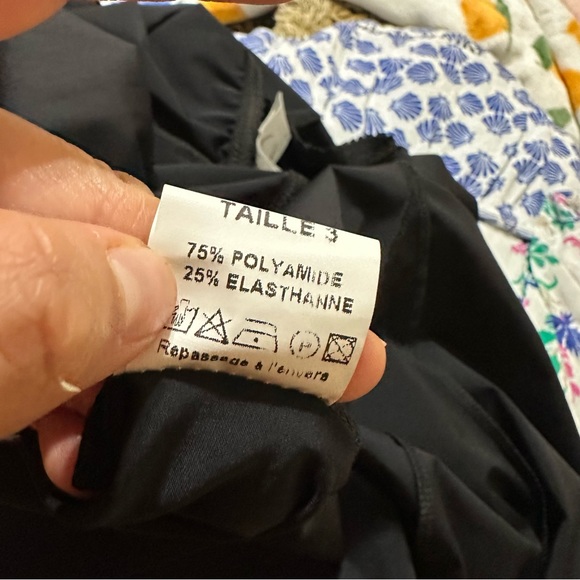 TAILLE 3
75% POLYAMIDE
25% ELASTHANNE
P
Repassage à l'envers